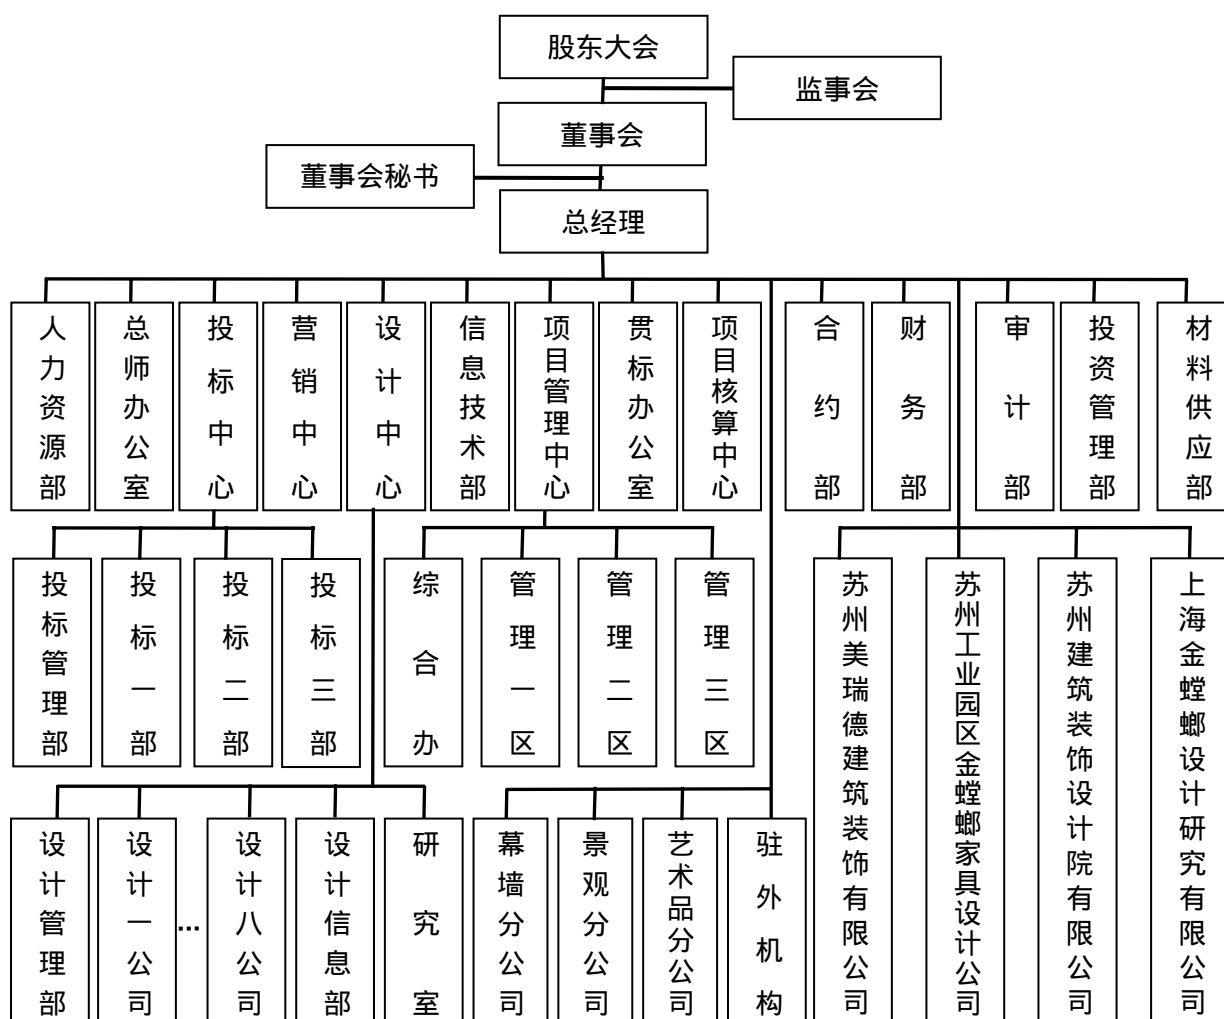 股东大会
监事会
董事会
董事会秘书
总经理
人力资源部
总师办公室
投标中心
营销中心
设计中心
信息技术部
项目管理中心
贯标办公室
项目核算中心
合约部
财务部
审计部
投资管理部
材料供应部
投标管理部
投标一部
投标二部
投标三部
综合办
管理一区
管理二区
管理三区
苏州美瑞德建筑装饰有限公司
苏州工业园区金螳螂家具设计公司
苏州建筑装饰设计院有限公司
上海金螳螂设计研究有限公司
设计管理部
设计一公司
...
设计八公司
设计信息部
研究室
幕墙分公司
景观分公司
艺术品分公司
驻外机构